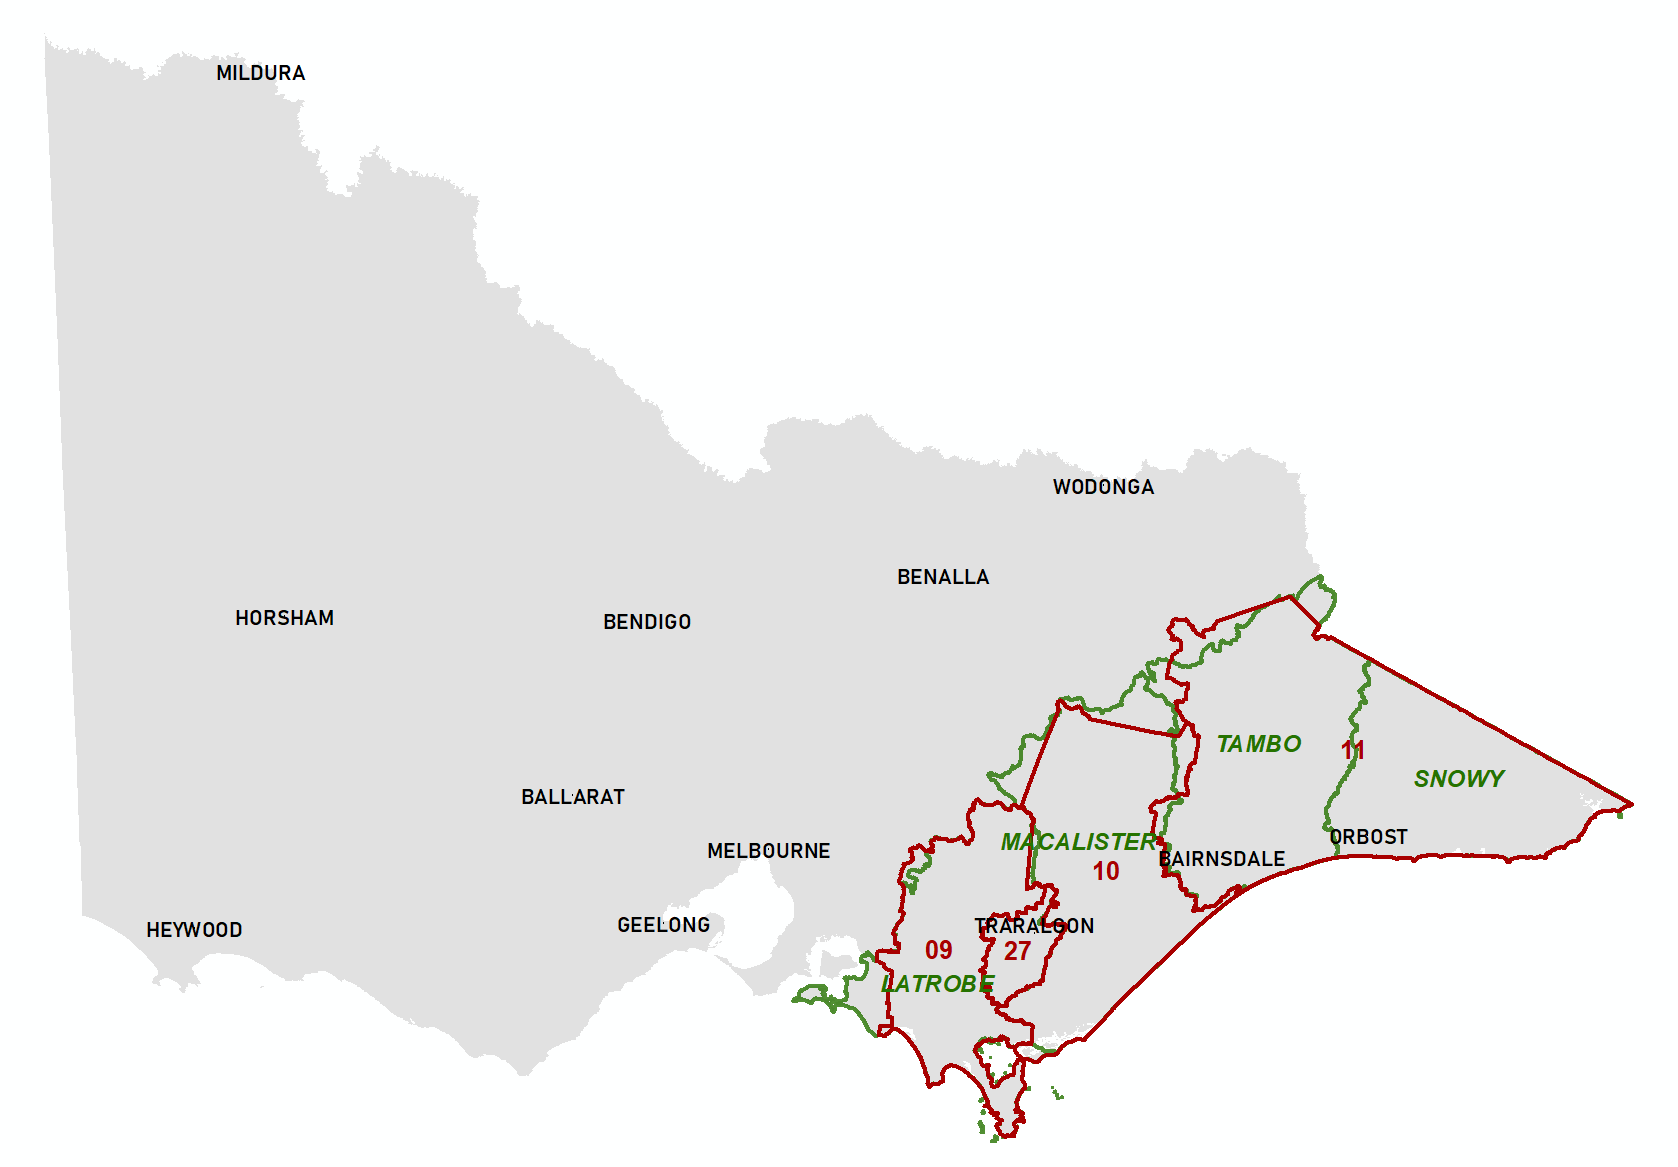 MILDURA
WODONGA
BENALLA
HORSHAM
BENDIGO
TAMBO
11
SNOWY
BALLARAT
ORBOST
MACALISTER
MELBOURNE
BAIRNSDALE
10
GEELONG
TRARALGON
HEYWOOD
09
27
LATROBE